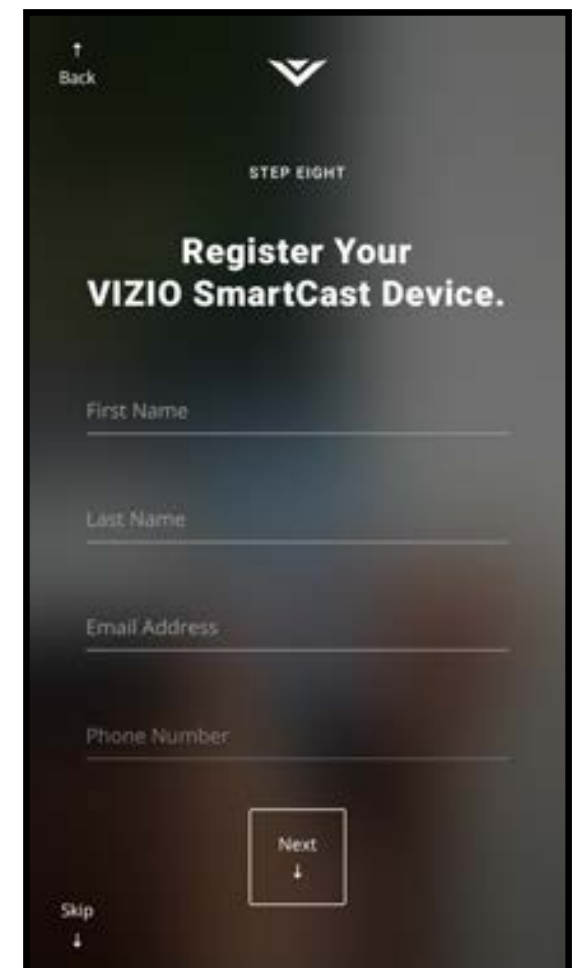 ↑
Back
STEP EIGHT
Register Your
VIZIO SmartCast Device.
First Name
Last Name
Email Address
Phone Number
Next
↓
Skip
↓